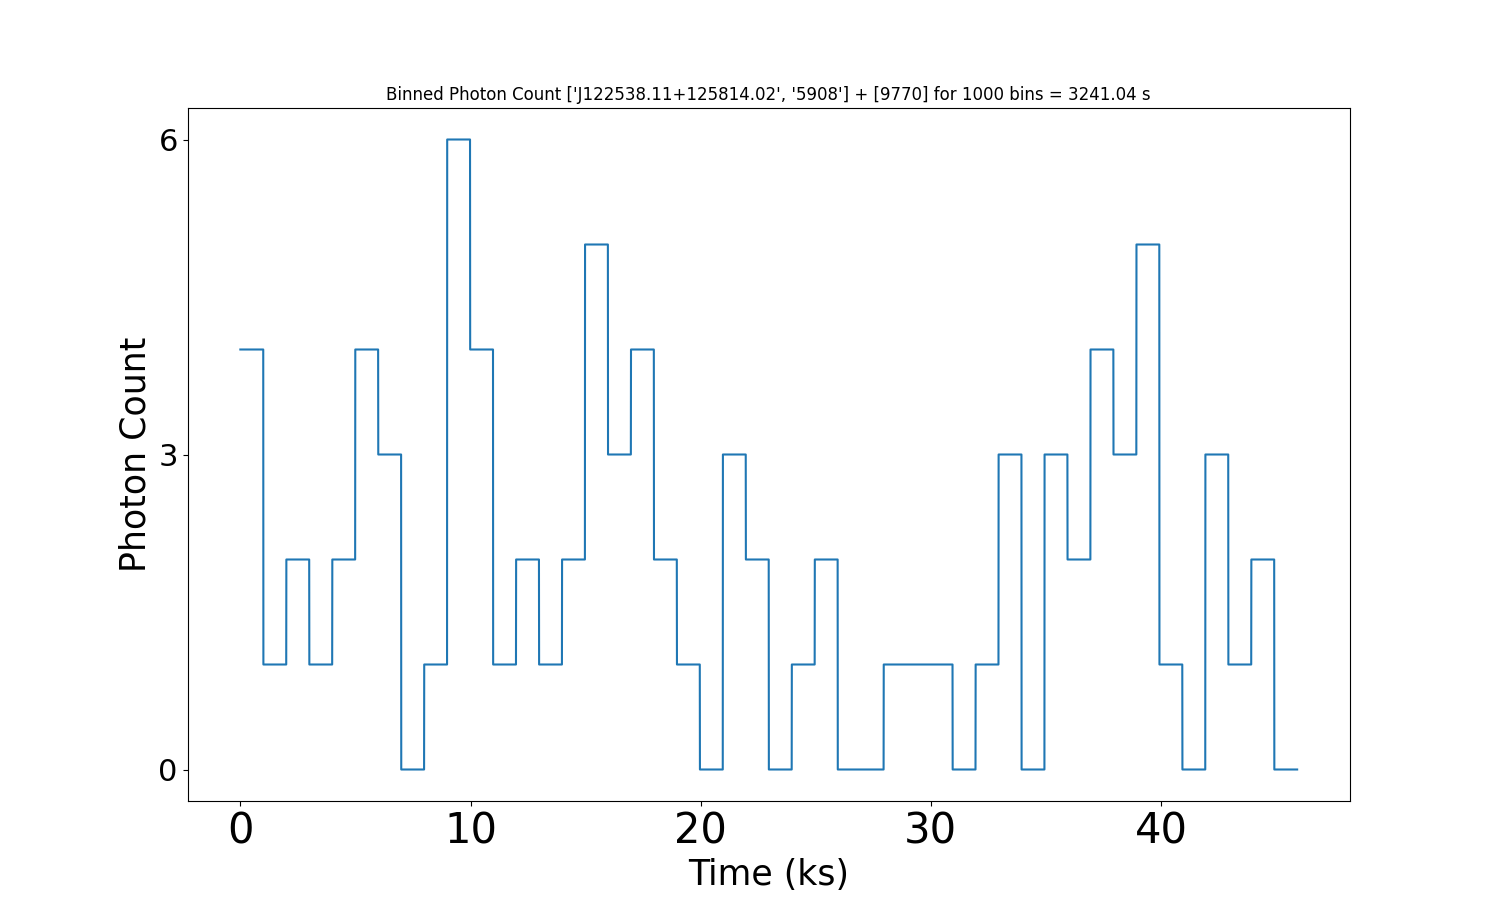 Binned Photon Count ['J122538.11+125814.02', '5908'] + [9770] for 1000 bins = 3241.04 s
6
3
0
Photon Count
0 10 20 30 40
Time (ks)